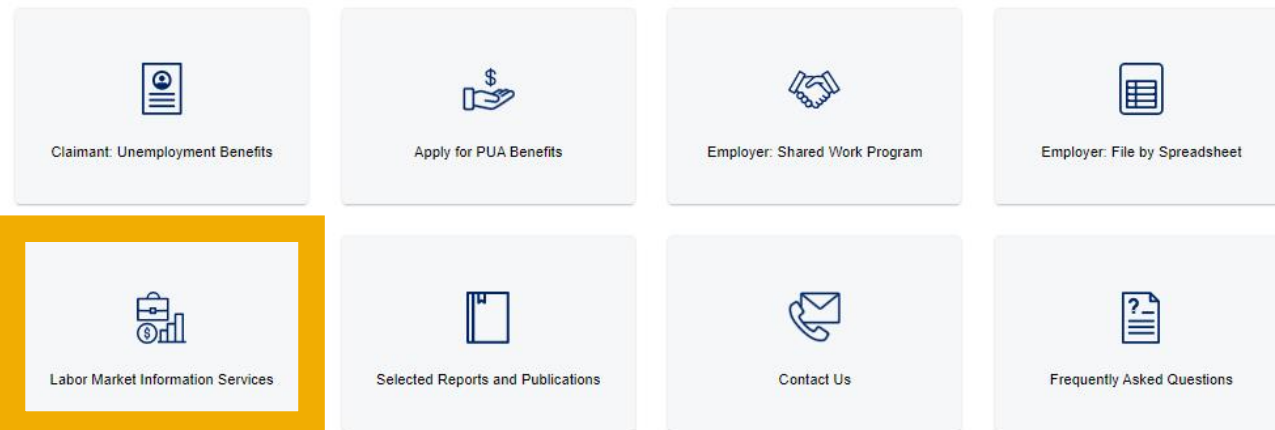 Claimant: Unemployment Benefits
Apply for PUA Benefits
Employer: Shared Work Program
Employer: File by Spreadsheet
Labor Market Information Services
Selected Reports and Publications
Contact Us
Frequently Asked Questions